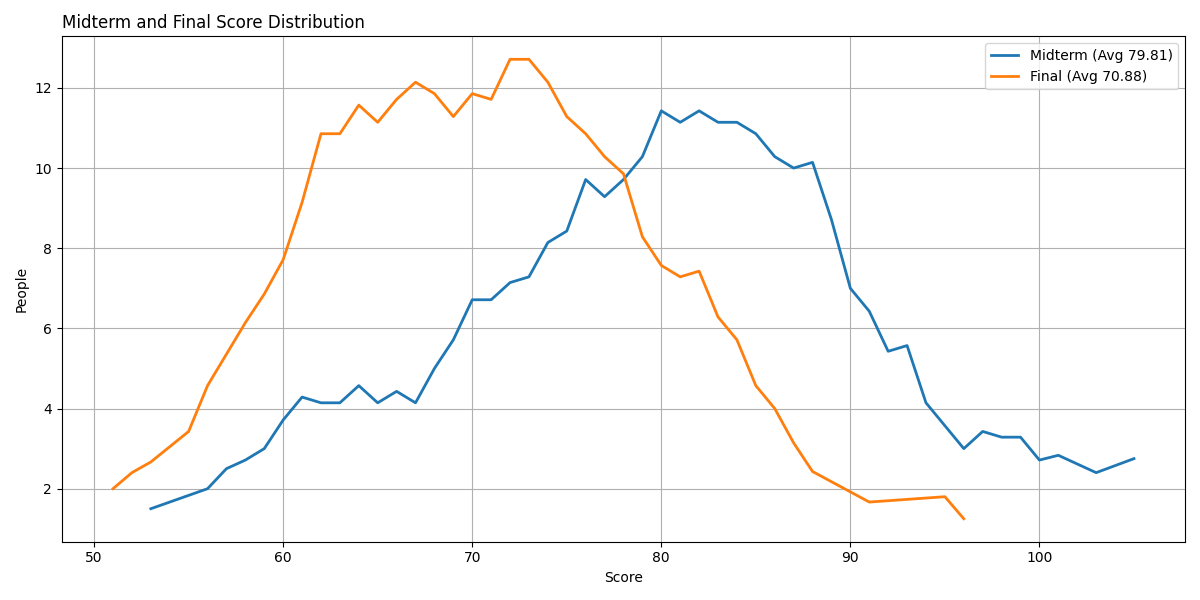 Midterm and Final Score Distribution
Midterm (Avg 79.81)
Final (Avg 70.88)
12
10
8
6
4
2
People
50 60 70 80 90 100
Score